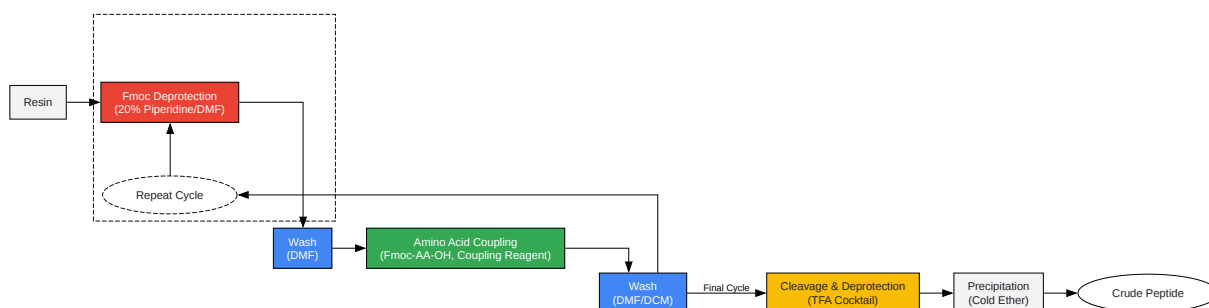 Resin
Fmoc Deprotection
(20% Piperidine/DMF)
Repeat Cycle
Wash
(DMF)
Amino Acid Coupling
(Fmoc-AA-OH, Coupling Reagent)
Wash
(DMF/DCM)
Final Cycle
Cleavage & Deprotection
(TFA Cocktail)
Precipitation
(Cold Ether)
Crude Peptide